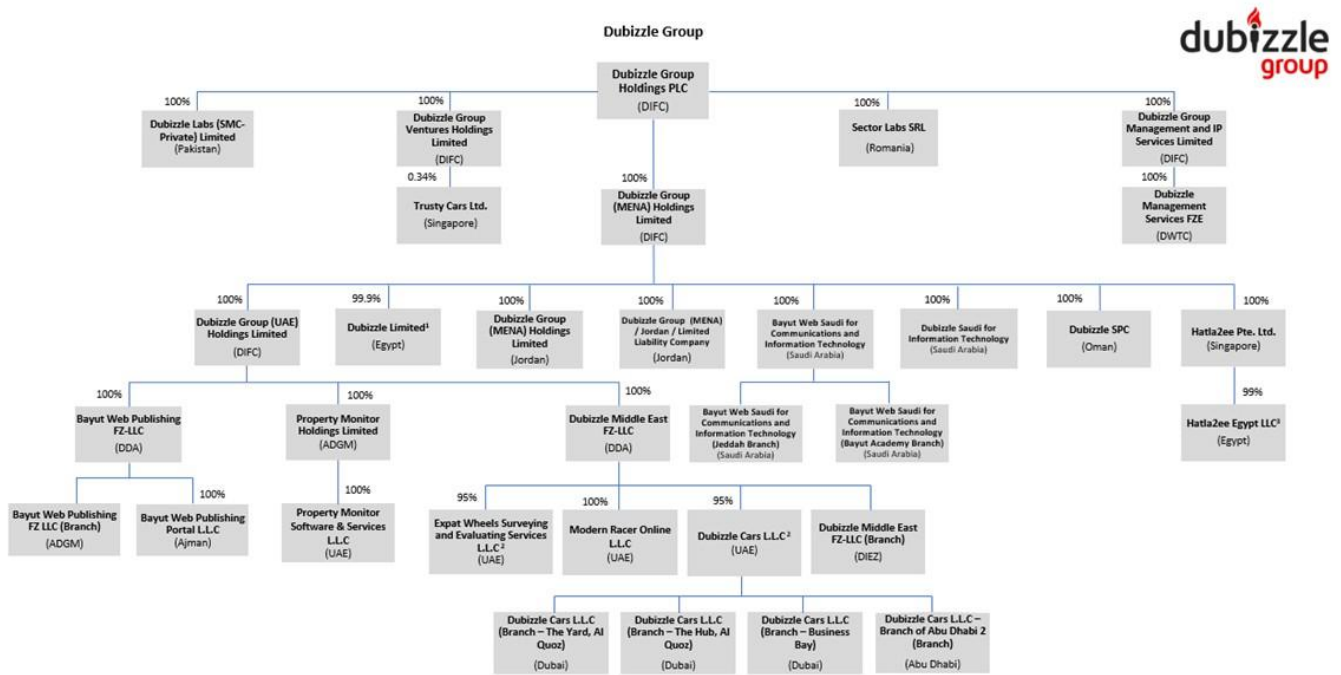 Dubizzle Group
dubizzle
group
Dubizzle Group
Holdings PLC
(DIFC)
100%
Dubizzle Labs (SMC-
Private) Limited
(Pakistan)
100%
Dubizzle Group
Ventures Holdings
Limited
(DIFC)
100%
Sector Labs SRL
(Romania)
100%
Dubizzle Group
Management and IP
Services Limited
(DIFC)
0.34%
Trusty Cars Ltd.
(Singapore)
100%
Dubizzle Group
(MENA) Holdings
Limited
(DIFC)
100%
Dubizzle
Management
Services FZE
(DWTC)
100%
Dubizzle Group (UAE)
Holdings Limited
(DIFC)
99.9%
Dubizzle Limited¹
(Egypt)
100%
Dubizzle Group
(MENA) Holdings
Limited
(Jordan)
100%
Dubizzle Group (MENA)
/ Jordan / Limited
Liability Company
(Jordan)
100%
Bayut Web Saudi for
Communications and
Information Technology
(Saudi Arabia)
100%
Dubizzle Saudi for
Information Technology
(Saudi Arabia)
100%
Dubizzle SPC
(Oman)
100%
Hatla2ee Pte. Ltd.
(Singapore)
100%
Bayut Web Publishing
FZ-LLC
(DDA)
100%
Property Monitor
Holdings Limited
(ADGM)
100%
Dubizzle Middle East
FZ-LLC
(DDA)
Bayut Web Saudi for
Communications and
Information Technology
(Jeddah Branch)
(Saudi Arabia)
Bayut Web Saudi for
Communications and
Information Technology
(Bayut Academy Branch)
(Saudi Arabia)
99%
Hatla2ee Egypt LLC³
(Egypt)
Bayut Web Publishing
FZ LLC (Branch)
(ADGM)
100%
Bayut Web Publishing
Portal L.L.C
(Ajman)
100%
Property Monitor
Software & Services
L.L.C
(UAE)
95%
Expat Wheels Surveying
and Evaluating Services
L.L.C²
(UAE)
100%
Modern Racer Online
L.L.C
(UAE)
95%
Dubizzle Cars L.L.C²
(UAE)
Dubizzle Middle East
FZ-LLC (Branch)
(DIEZ)
Dubizzle Cars L.L.C
(Branch – The Yard, Al
Quoz)
(Dubai)
Dubizzle Cars L.L.C
(Branch – The Hub, Al
Quoz)
(Dubai)
Dubizzle Cars L.L.C
(Branch – Business
Bay)
(Dubai)
Dubizzle Cars L.L.C –
Branch of Abu Dhabi 2
(Branch)
(Abu Dhabi)